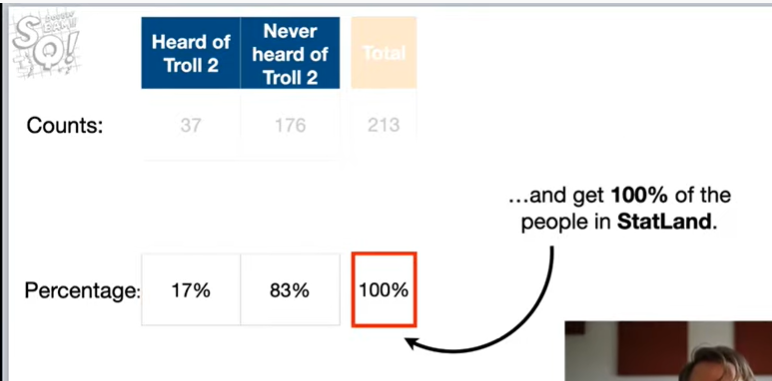 SQ!
Heard of
Troll 2
Never
heard of
Troll 2
Total
Counts:
37
176
213
...and get 100% of the
people in StatLand.
Percentage:
17%
83%
100%